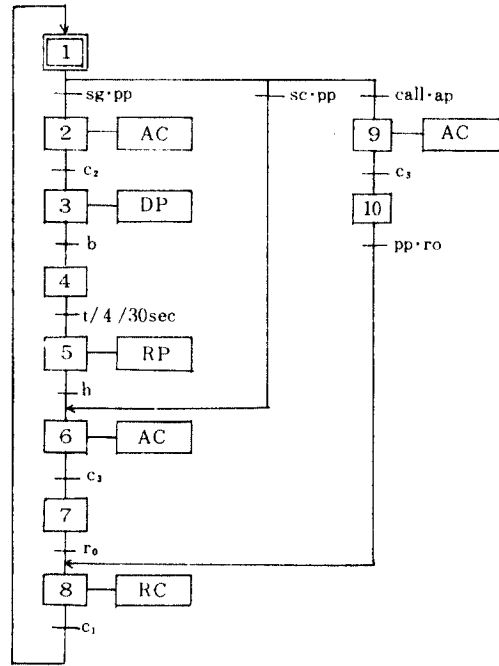 1
sg·pp
sc·pp
call·ap
2 AC
9 AC
c₂
c₃
3 DP
10
b
pp·ro
4
t/4/30sec
5 RP
h
6 AC
c₃
7
r₀
8 RC
c₁